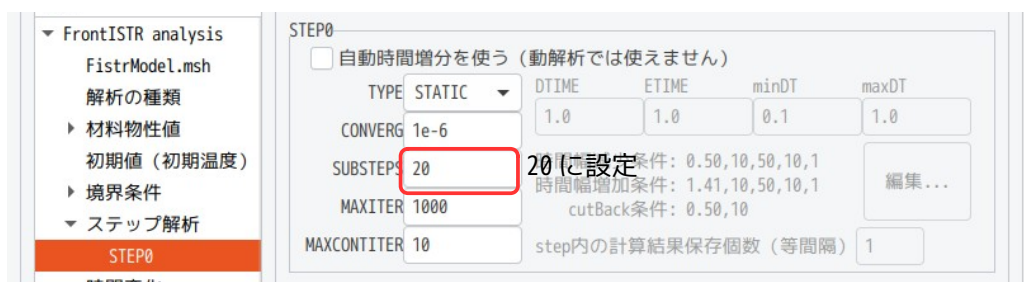 FrontISTR analysis
FistrModel.msh
解析の種類
材料物性値
初期値（初期温度）
境界条件
ステップ解析
STEP0
STEP0
自動時間増分を使う（動解析では使えません）
TYPE STATIC DTIME ETIME minDT maxDT
1.0 1.0 0.1 1.0
CONVERG 1e-6
SUBSTEPS 20 20に設定
条件: 0.50,10,50,10,1
時間幅増加条件: 1.41,10,50,10,1
cutBack条件: 0.50,10
編集...
MAXITER 1000
MAXCONTITER 10 step内の計算結果保存個数（等間隔） 1